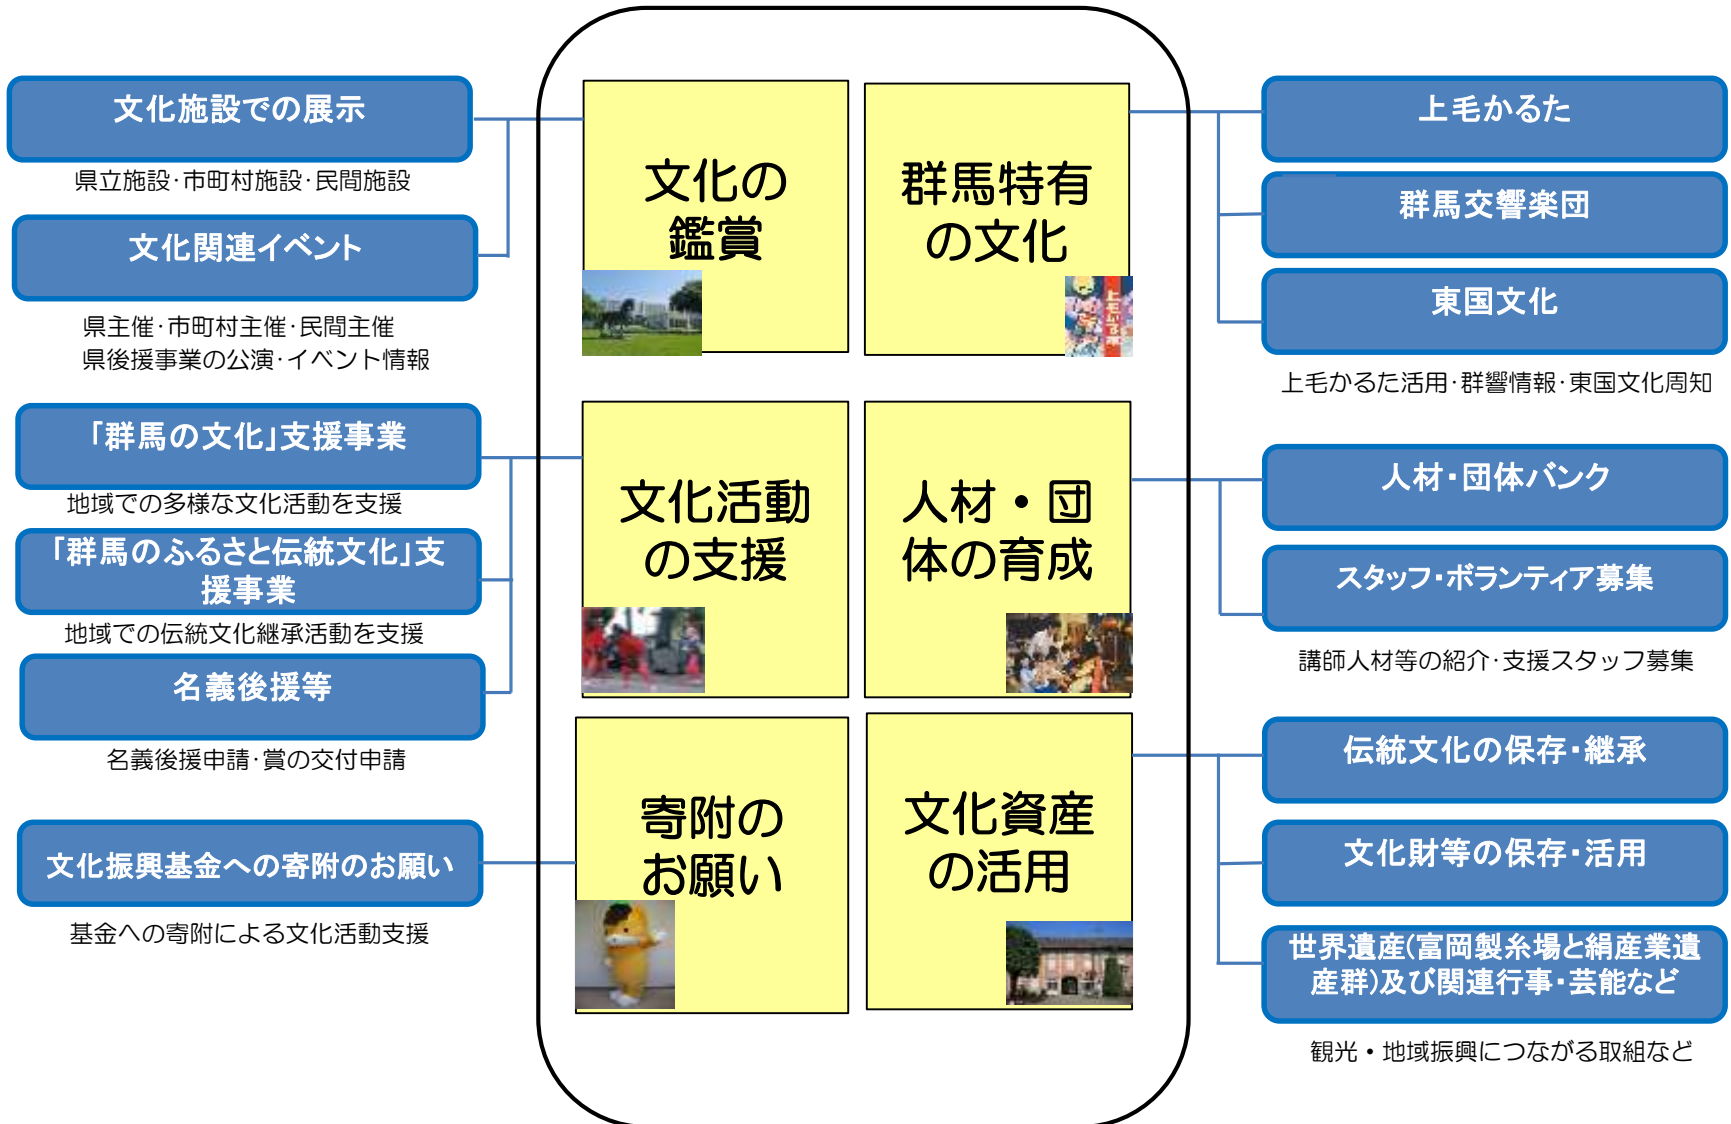 文化施設での展示
県立施設・市町村施設・民間施設
文化関連イベント
県主催・市町村主催・民間主催
県後援事業の公演・イベント情報
「群馬の文化」支援事業
地域での多様な文化活動を支援
「群馬のふるさと伝統文化」支
援事業
地域での伝統文化継承活動を支援
名義後援等
名義後援申請・賞の交付申請
文化振興基金への寄附のお願い
基金への寄附による文化活動支援
文化の
鑑賞
群馬特有
の文化
上毛かるた
文化活動
の支援
人材・団
体の育成
寄附の
お願い
文化資産
の活用
上毛かるた
群馬交響楽団
東国文化
上毛かるた活用・群響情報・東国文化周知
人材・団体バンク
スタッフ・ボランティア募集
講師人材等の紹介・支援スタッフ募集
伝統文化の保存・継承
文化財等の保存・活用
世界遺産(富岡製糸場と絹産業遺
産群)及び関連行事・芸能など
観光・地域振興につながる取組など